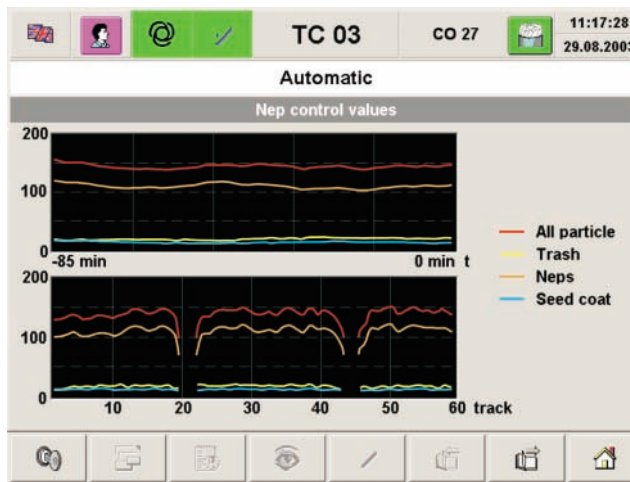 TC 03 CO 27 11:17:28
29.08.2003
Automatic
Nep control values
200
100
0
-85 min 0 min t
All particle
Trash
Neps
Seed coat
200
100
0
10 20 30 40 50 60 track